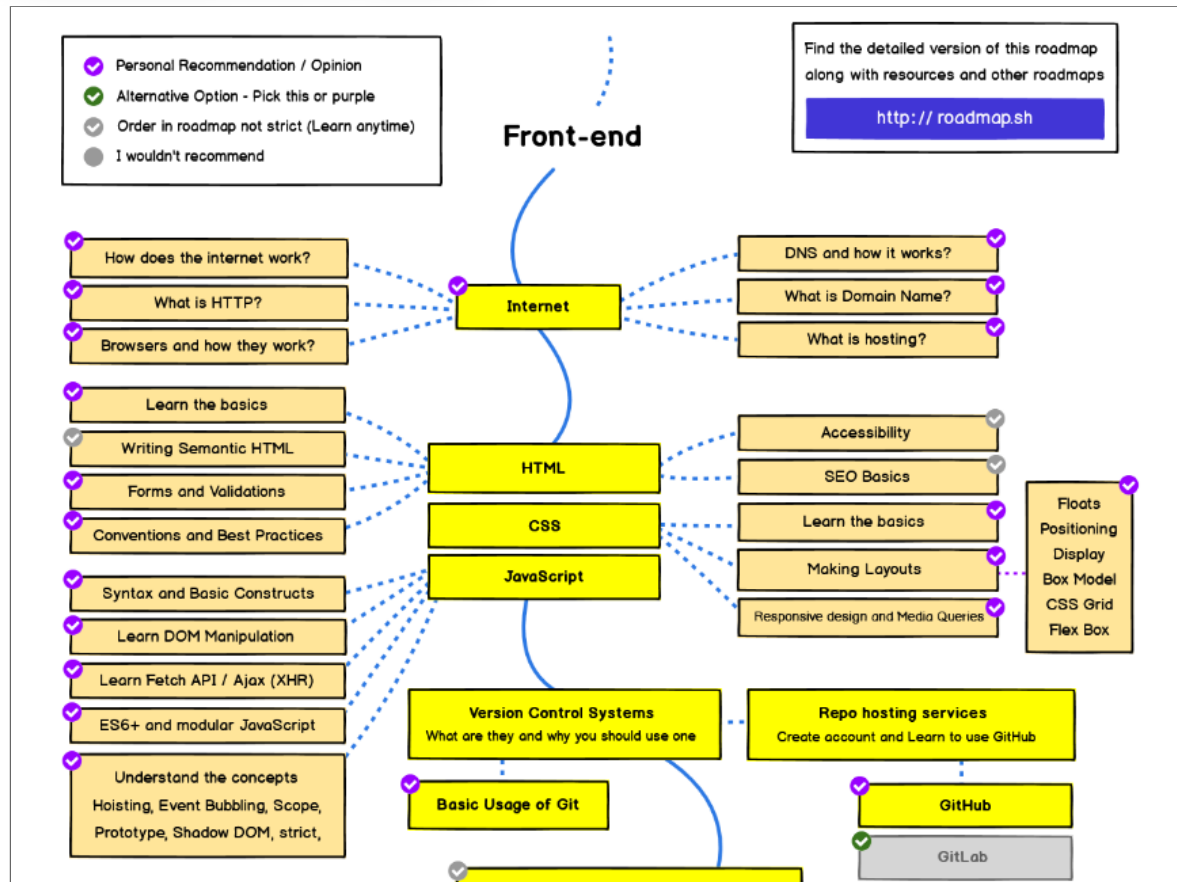 Personal Recommendation / Opinion
Alternative Option - Pick this or purple
Order in roadmap not strict (Learn anytime)
I wouldn't recommend
Front-end
Find the detailed version of this roadmap
along with resources and other roadmaps
http:// roadmap.sh
How does the internet work?
What is HTTP?
Browsers and how they work?
Internet
DNS and how it works?
What is Domain Name?
What is hosting?
Learn the basics
Writing Semantic HTML
Forms and Validations
Conventions and Best Practices
HTML
CSS
JavaScript
Accessibility
SEO Basics
Learn the basics
Making Layouts
Responsive design and Media Queries
Floats
Positioning
Display
Box Model
CSS Grid
Flex Box
Syntax and Basic Constructs
Learn DOM Manipulation
Learn Fetch API / Ajax (XHR)
ES6+ and modular JavaScript
Understand the concepts
Hoisting, Event Bubbling, Scope,
Prototype, Shadow DOM, strict,
Version Control Systems
What are they and why you should use one
Basic Usage of Git
Repo hosting services
Create account and Learn to use GitHub
GitHub
GitLab